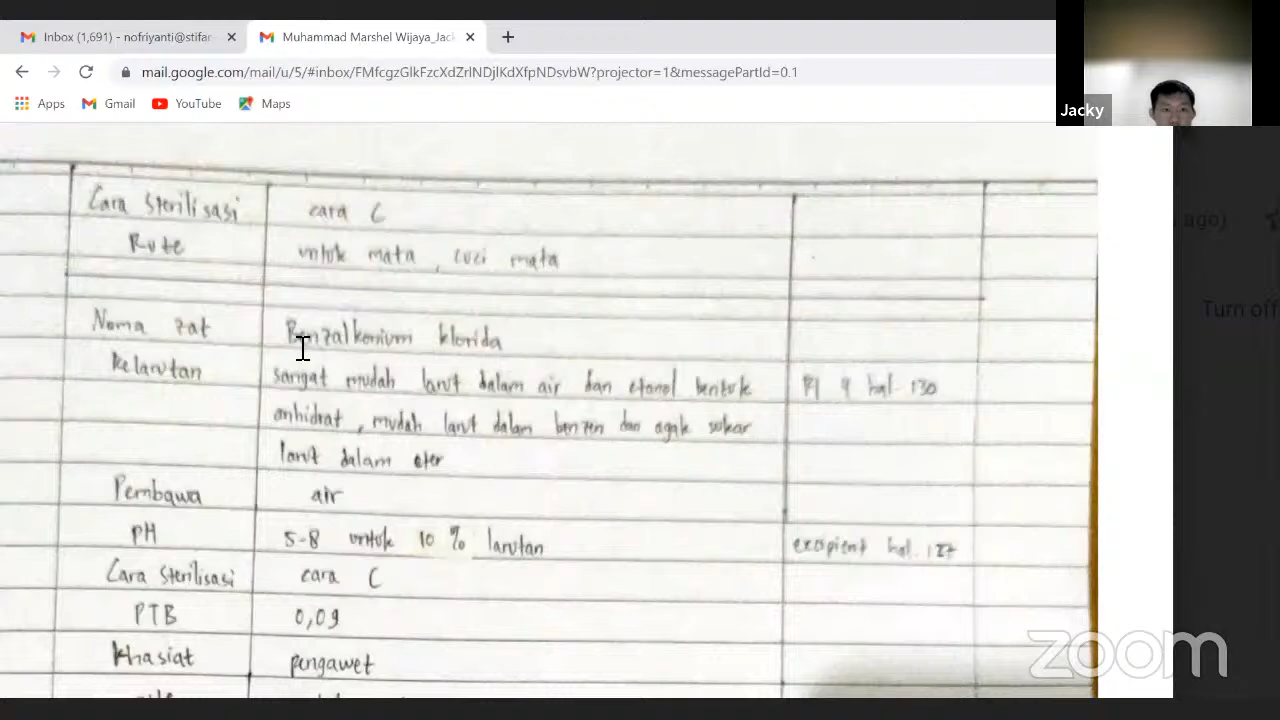 Inbox (1,691) - nofriyanti@stifar
Muhammad Marshel Wijaya_Jack
mail.google.com/mail/u/5/#inbox/FMfcgzGlkFzcXdZrlNDjlKdXfpNDsvbW?projector=1&messagePartId=0.1
Apps Gmail YouTube Maps
Jacky
ago)
Turn off
Cara Sterilisasi cara C
Rute untuk mata, cuci mata
Nama zat Benzalkonium klorida
Kelarutan sangat mudah larut dalam air dan etanol bentuk FI 4 hal 130
anhidrat, mudah larut dalam benzen dan agak sukar
larut dalam eter
Pembawa air
PH 5-8 untuk 10 % larutan excipient hal.
Cara Sterilisasi cara C
PTB 0,09
khasiat pengawet
zoom